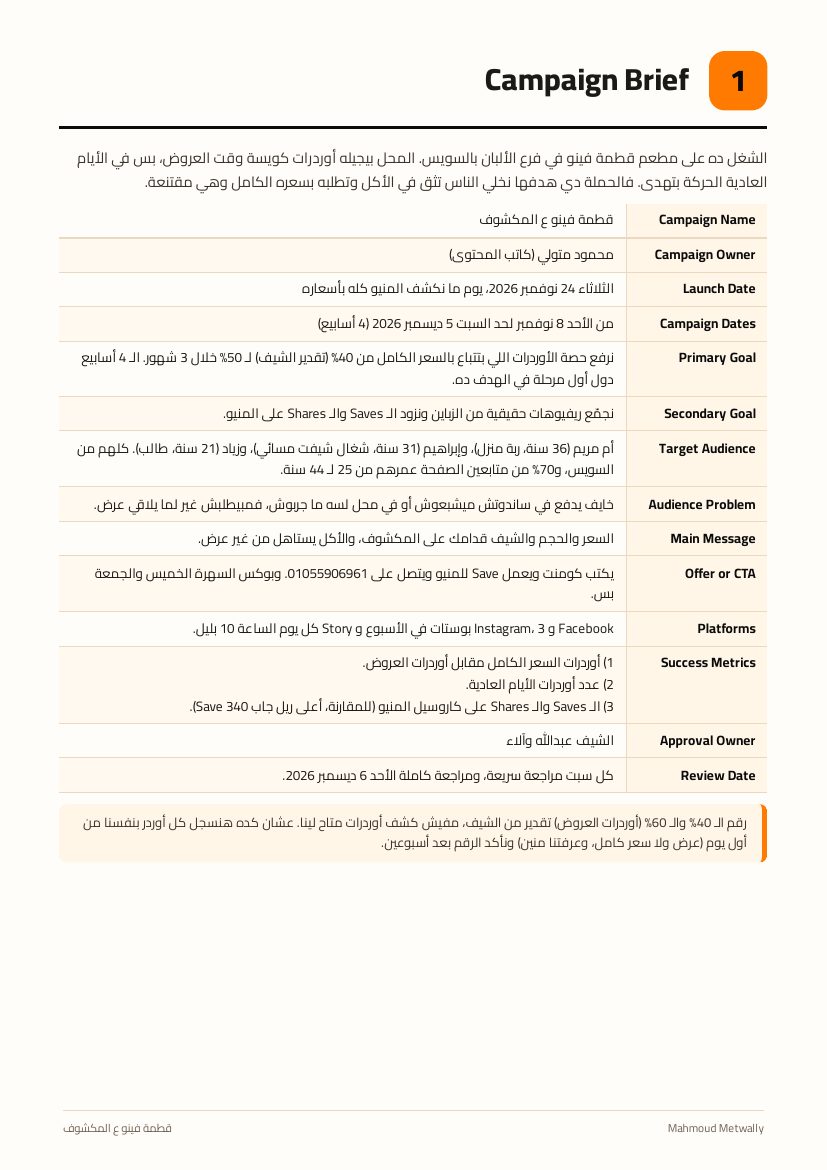 1 Campaign Brief
الشغل ده على مطعم قطمة فينو في فرع الألبان بالسويس. المحل بيجيله أوردرات كويسة وقت العروض، بس في الأيام
العادية الحركة بتهدى. فالحملة دي هدفها نخلي الناس تثق في الأكل وتطلبه بسعره الكامل وهي مقتنعة.
Campaign Name قطمة فينو ع المكشوف
Campaign Owner محمود متولي (كاتب المحتوى)
Launch Date الثلاثاء 24 نوفمبر 2026، يوم ما نكشف المنيو كله بأسعاره
Campaign Dates من الأحد 8 نوفمبر لحد السبت 5 ديسمبر 2026 (4 أسابيع)
Primary Goal نرفع حصة الأوردرات اللي بتتباع بالسعر الكامل من 40% (تقدير الشيف) لـ 50% خلال 3 شهور. الـ 4 أسابيع
دول أول مرحلة في الهدف ده.
Secondary Goal نجمّع ريفيوهات حقيقية من الزباين ونزود الـ Saves والـ Shares على المنيو.
Target Audience أم مريم (36 سنة، ربة منزل)، وإبراهيم (31 سنة، شغال شيفت مسائي)، وزياد (21 سنة، طالب). كلهم من
السويس، و70% من متابعين الصفحة عمرهم من 25 لـ 44 سنة.
Audience Problem خايف يدفع في ساندوتش ميشبعوش أو في محل لسه ما جربوش، فمبيطلبش غير لما يلاقي عرض.
Main Message السعر والحجم والشيف قدامك على المكشوف، والأكل يستاهل من غير عرض.
Offer or CTA يكتب كومنت ويعمل Save للمنيو ويتصل على 01055906961. وبوكس السهرة الخميس والجمعة
بس.
Platforms Facebook و Instagram، 3 بوستات في الأسبوع و Story كل يوم الساعة 10 بليل.
Success Metrics 1) أوردرات السعر الكامل مقابل أوردرات العروض.
2) عدد أوردرات الأيام العادية.
3) الـ Saves والـ Shares على كاروسيل المنيو (للمقارنة، أعلى ريل جاب 340 Save).
Approval Owner الشيف عبدالله وآلاء
Review Date كل سبت مراجعة سريعة، ومراجعة كاملة الأحد 6 ديسمبر 2026.
رقم الـ 40% والـ 60% (أوردرات العروض) تقدير من الشيف، مفيش كشف أوردرات متاح لينا. عشان كده هنسجل كل أوردر بنفسنا من
أول يوم (عرض ولا سعر كامل، وعرفتنا منين) ونأكد الرقم بعد أسبوعين.
قطمة فينو ع المكشوف Mahmoud Metwally